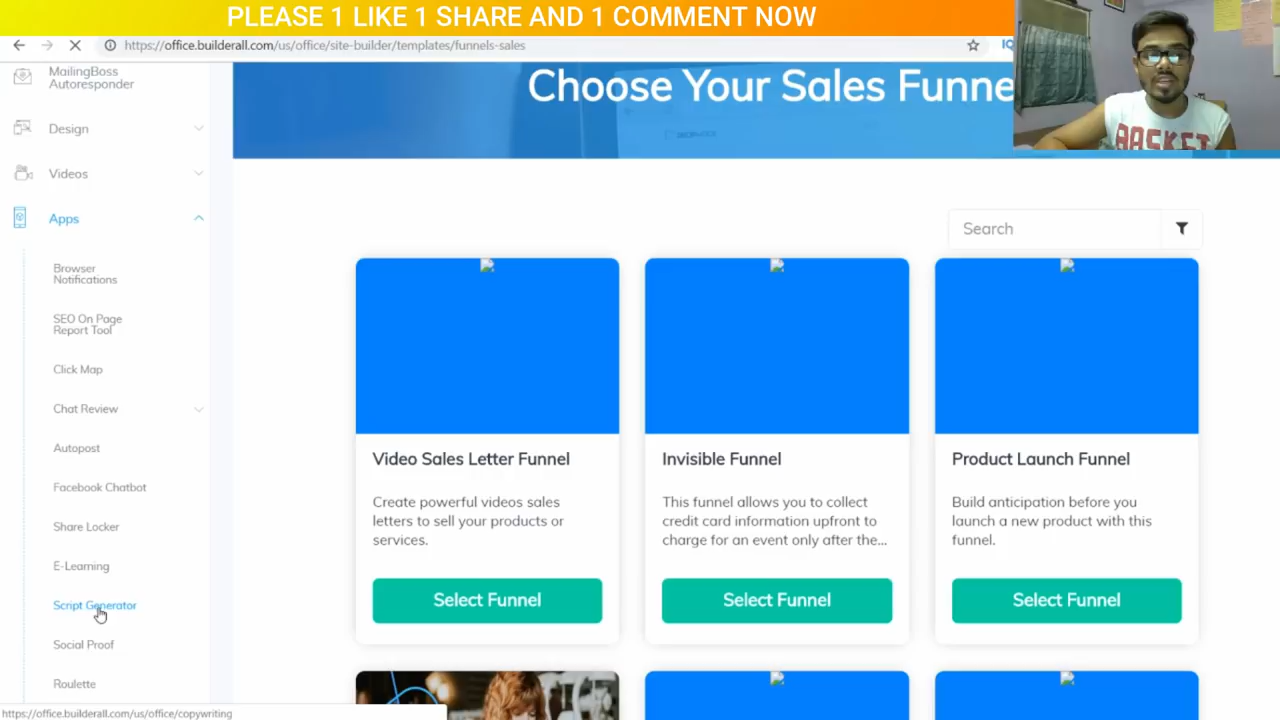 PLEASE 1 LIKE 1 SHARE AND 1 COMMENT NOW
https://office.builderall.com/us/office/site-builder/templates/funnels-sales
MailingBoss
Autoresponder
Design
Videos
Apps
Browser
Notifications
SEO On Page
Report Tool
Click Map
Chat Review
Autopost
Facebook Chatbot
Share Locker
E-Learning
Script Generator
Social Proof
Roulette
https://office.builderall.com/us/office/copywriting
Choose Your Sales Funne
Search
Video Sales Letter Funnel
Create powerful videos sales
letters to sell your products or
services.
Select Funnel
Invisible Funnel
This funnel allows you to collect
credit card information upfront to
charge for an event only after the...
Select Funnel
Product Launch Funnel
Build anticipation before you
launch a new product with this
funnel.
Select Funnel
BASKET